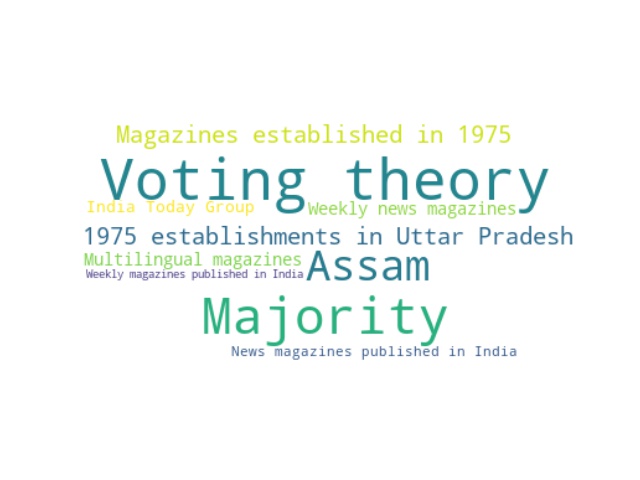 Magazines established in 1975
Voting theory
India Today Group
Weekly news magazines
1975 establishments in Uttar Pradesh
Multilingual magazines
Assam
Weekly magazines published in India
Majority
News magazines published in India